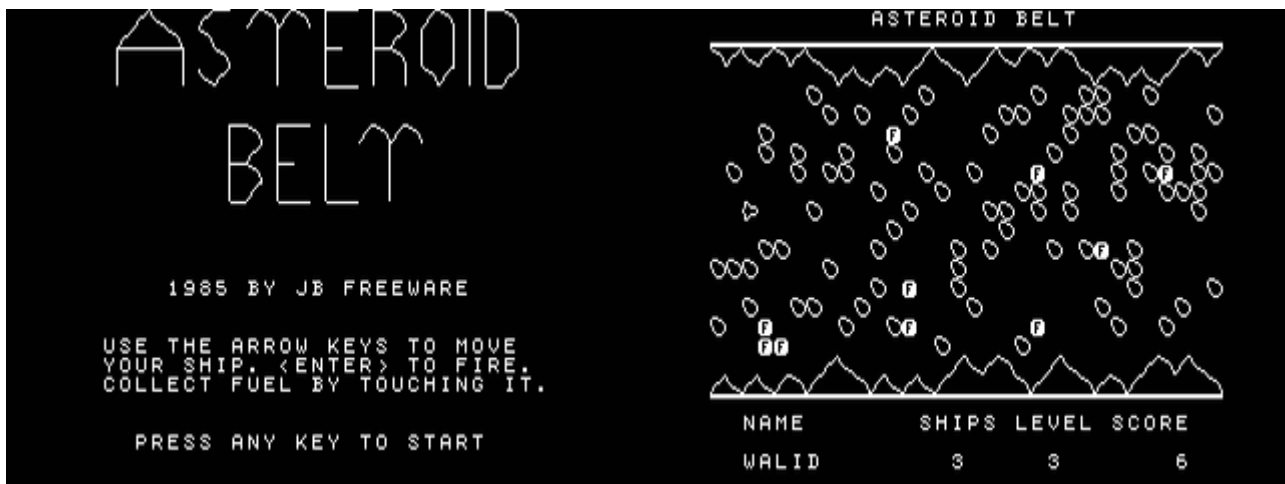 ASTEROID
BELT
1985 BY JB FREEWARE
USE THE ARROW KEYS TO MOVE
YOUR SHIP. <ENTER> TO FIRE.
COLLECT FUEL BY TOUCHING IT.
PRESS ANY KEY TO START
ASTEROID BELT
F
F
F
F
F
F
F
F
F
F
NAME SHIPS LEVEL SCORE
WALID 3 3 6